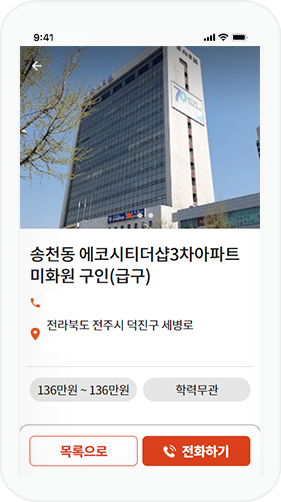 9:41
70
송천동 에코시티더샵3차아파트
미화원 구인(급구)
전라북도 전주시 덕진구 세병로
136만원 ~ 136만원
학력무관
목록으로
전화하기